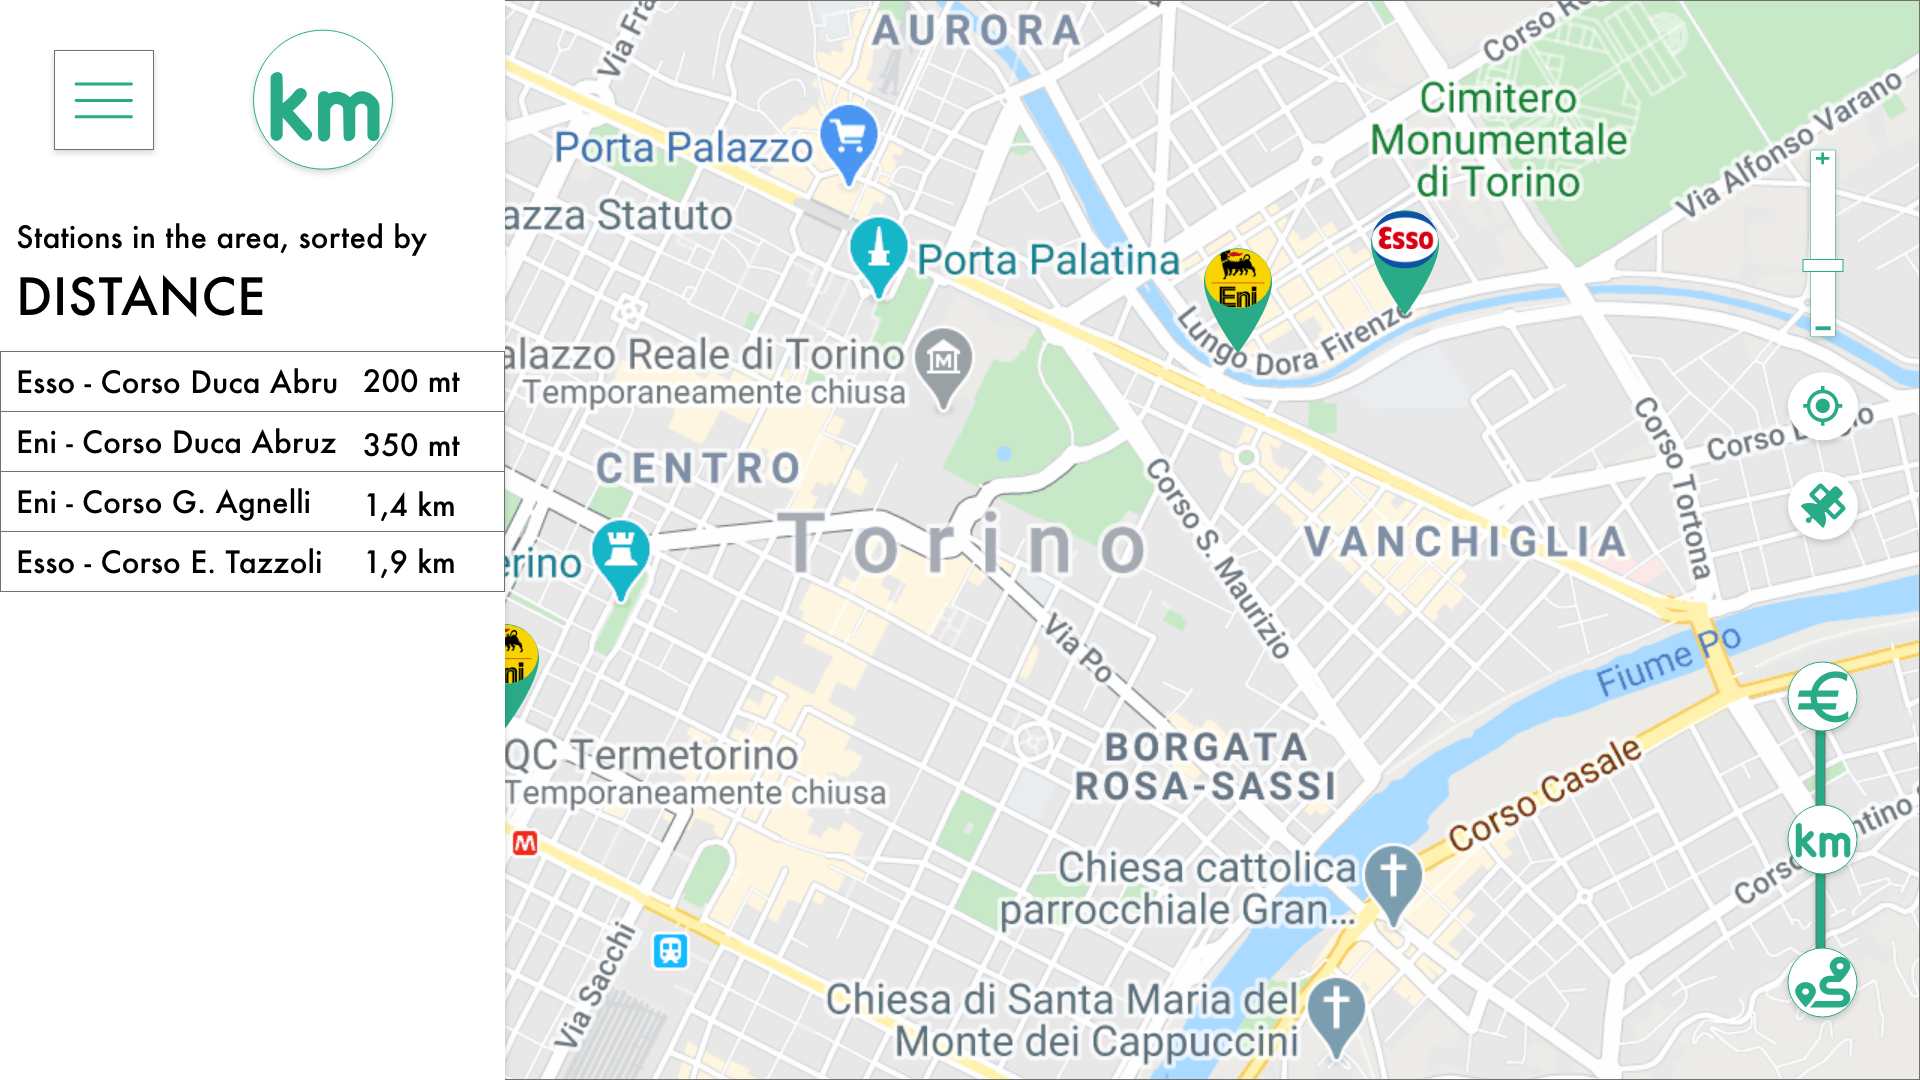 km
Stations in the area, sorted by
DISTANCE
Esso - Corso Duca Abru 200 mt
Eni - Corso Duca Abruz 350 mt
Eni - Corso G. Agnelli 1,4 km
Esso - Corso E. Tazzoli 1,9 km
Via Fra
AURORA
Corso Re
Cimitero
Monumentale
di Torino
Via Alfonso Varano
Porta Palazzo
azza Statuto
Porta Palatina
Esso
Eni
Lungo Dora Firenze
alazzo Reale di Torino
Temporaneamente chiusa
M
CENTRO
Torino
erino
Corso S. Maurizio
VANCHIGLIA
Corso Tortona
Corso
Via Po
Fiume Po
ni
QC Termetorino
Temporaneamente chiusa
M
BORGATA
ROSA-SASSI
Corso Casale
€
km
ntino
Corso
Chiesa cattolica
parrocchiale Gran...
Via Sacchi
Chiesa di Santa Maria del
Monte dei Cappuccini
+
−